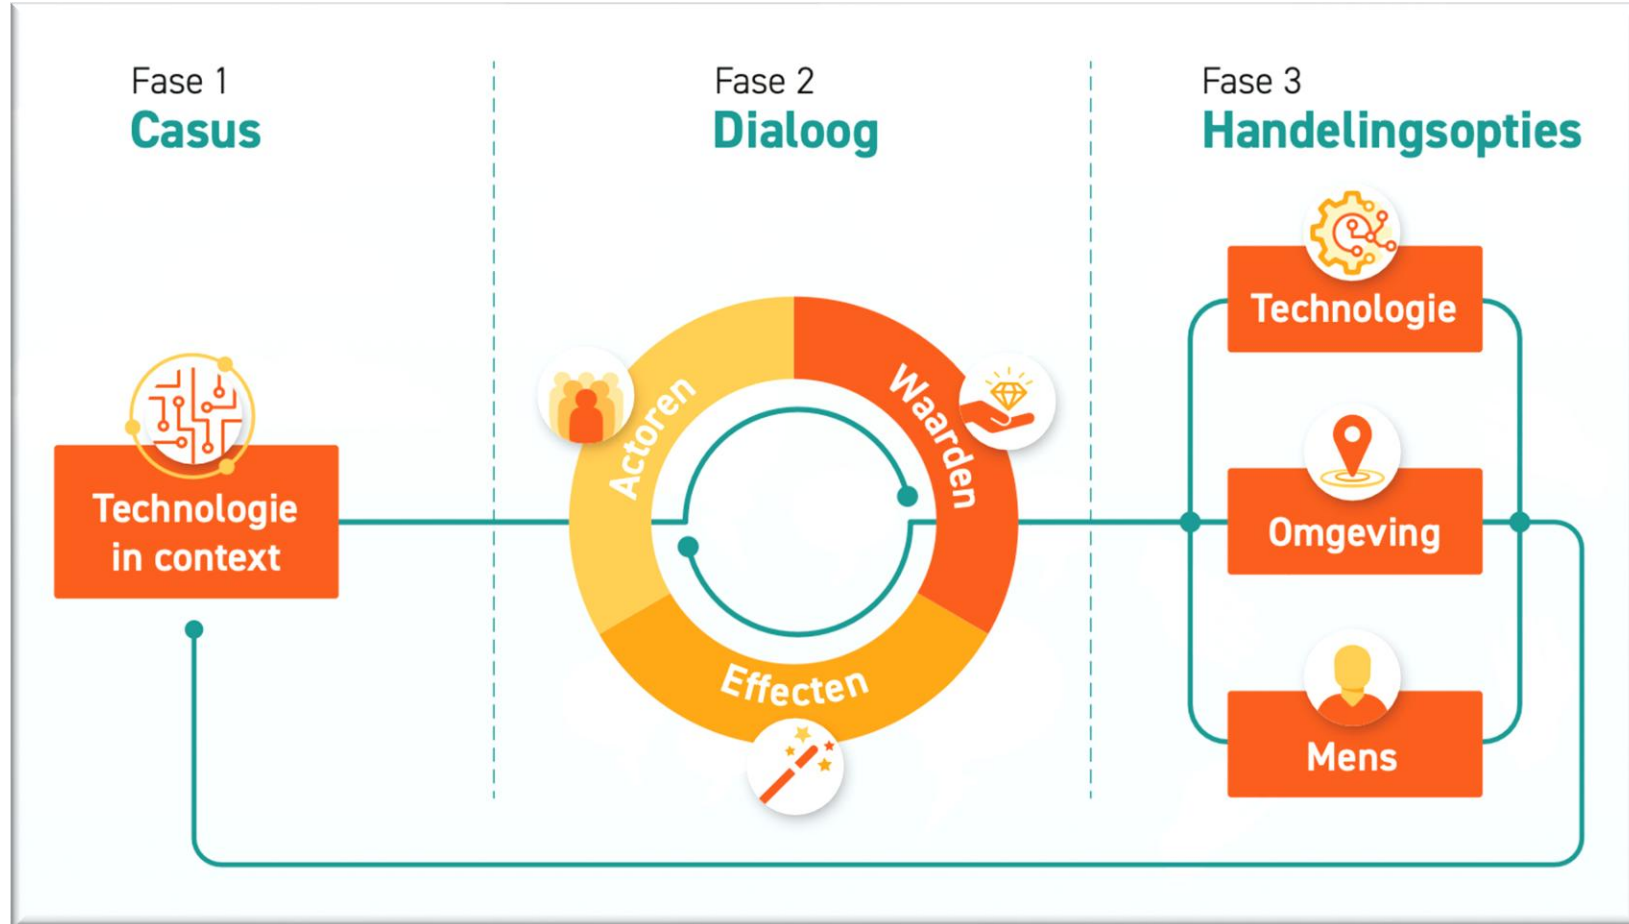 Fase 1
Casus
Technologie
in context
Fase 2
Dialoog
Actoren
Waarden
Effecten
Fase 3
Handelingsopties
Technologie
Omgeving
Mens